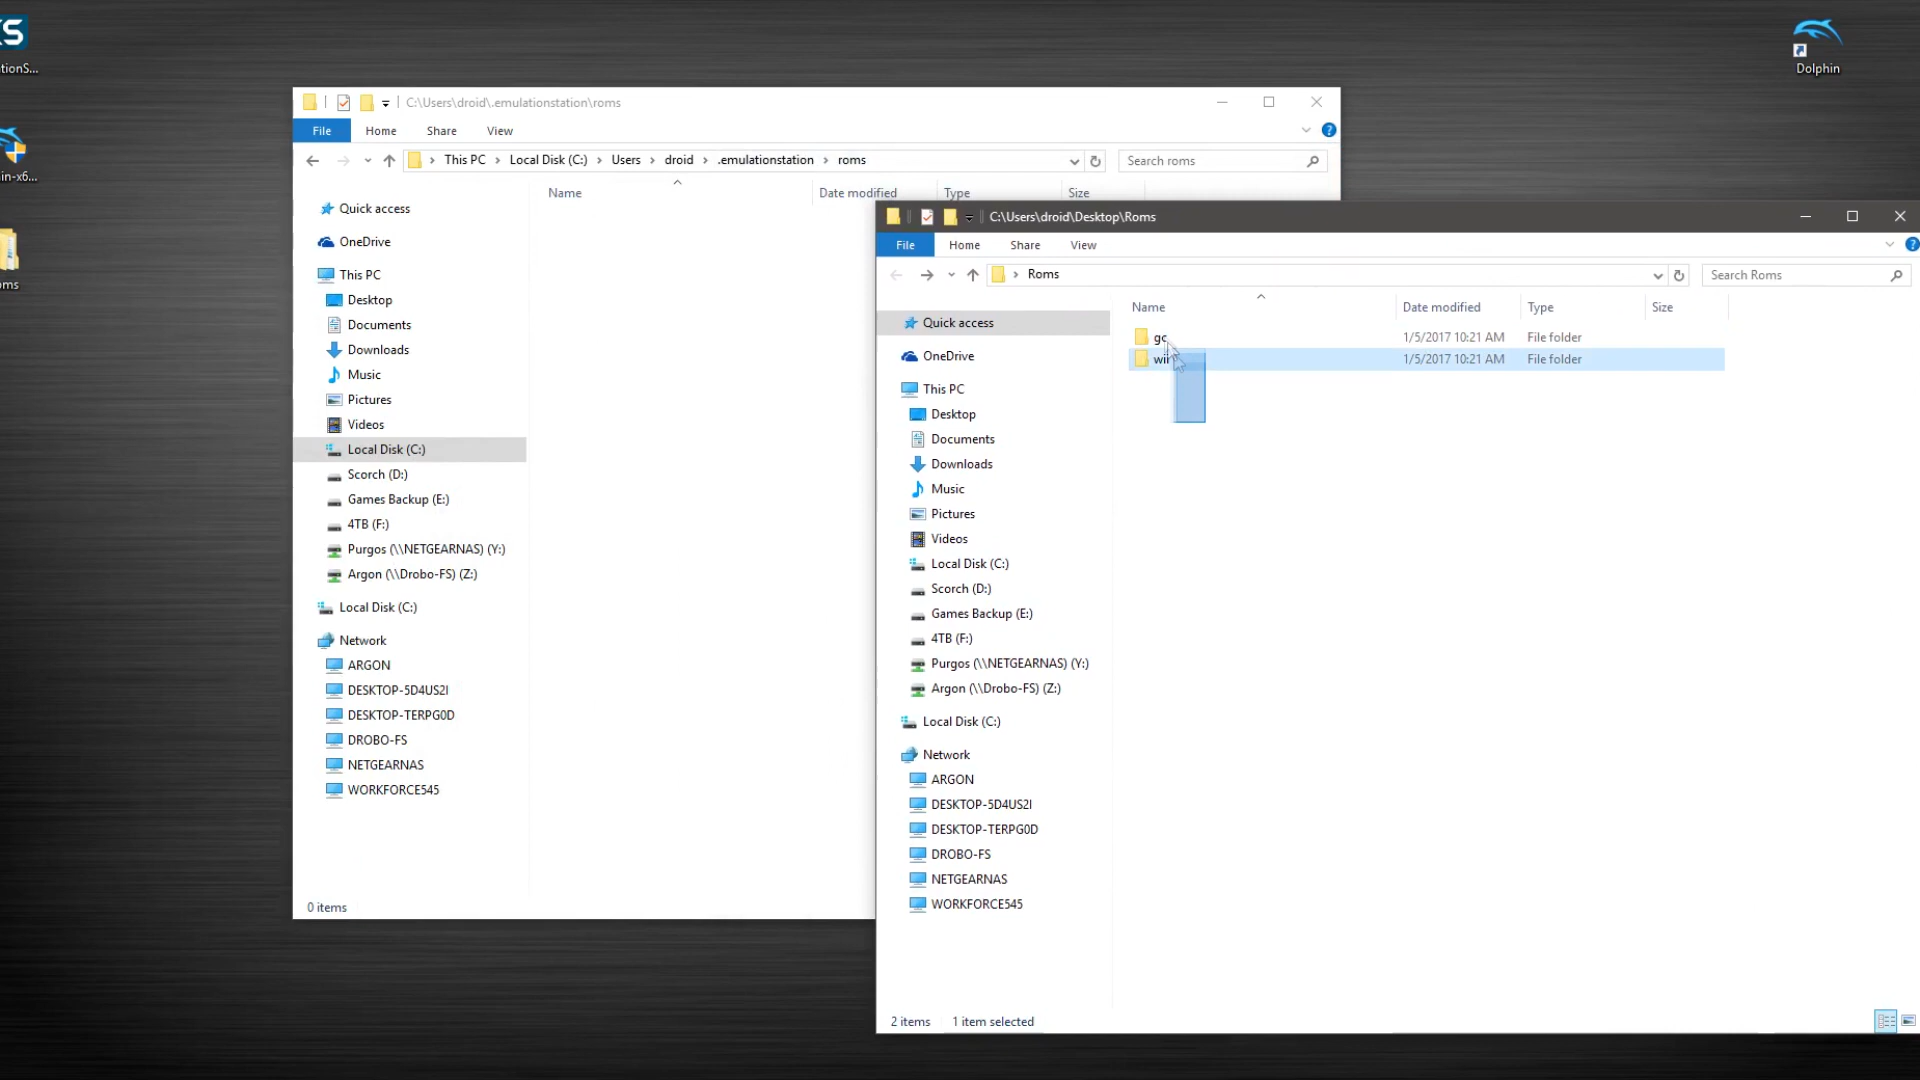 tionS...
in-x6...
oms
Dolphin
C:\Users\droid\.emulationstation\roms
File Home Share View
This PC > Local Disk (C:) > Users > droid > .emulationstation > roms
Search roms
Name Date modified Type Size
Quick access
OneDrive
This PC
Desktop
Documents
Downloads
Music
Pictures
Videos
Local Disk (C:)
Scorch (D:)
Games Backup (E:)
4TB (F:)
Purgos (\\NETGEARNAS) (Y:)
Argon (\\Drobo-FS) (Z:)
Local Disk (C:)
Network
ARGON
DESKTOP-5D4US2I
DESKTOP-TERPG0D
DROBO-FS
NETGEARNAS
WORKFORCE545
0 items
C:\Users\droid\Desktop\Roms
File Home Share View
> Roms
Search Roms
Name Date modified Type Size
gc 1/5/2017 10:21 AM File folder
1/5/2017 10:21 AM File folder
Quick access
OneDrive
This PC
Desktop
Documents
Downloads
Music
Pictures
Videos
Local Disk (C:)
Scorch (D:)
Games Backup (E:)
4TB (F:)
Purgos (\\NETGEARNAS) (Y:)
Argon (\\Drobo-FS) (Z:)
Local Disk (C:)
Network
ARGON
DESKTOP-5D4US2I
DESKTOP-TERPG0D
DROBO-FS
NETGEARNAS
WORKFORCE545
2 items 1 item selected